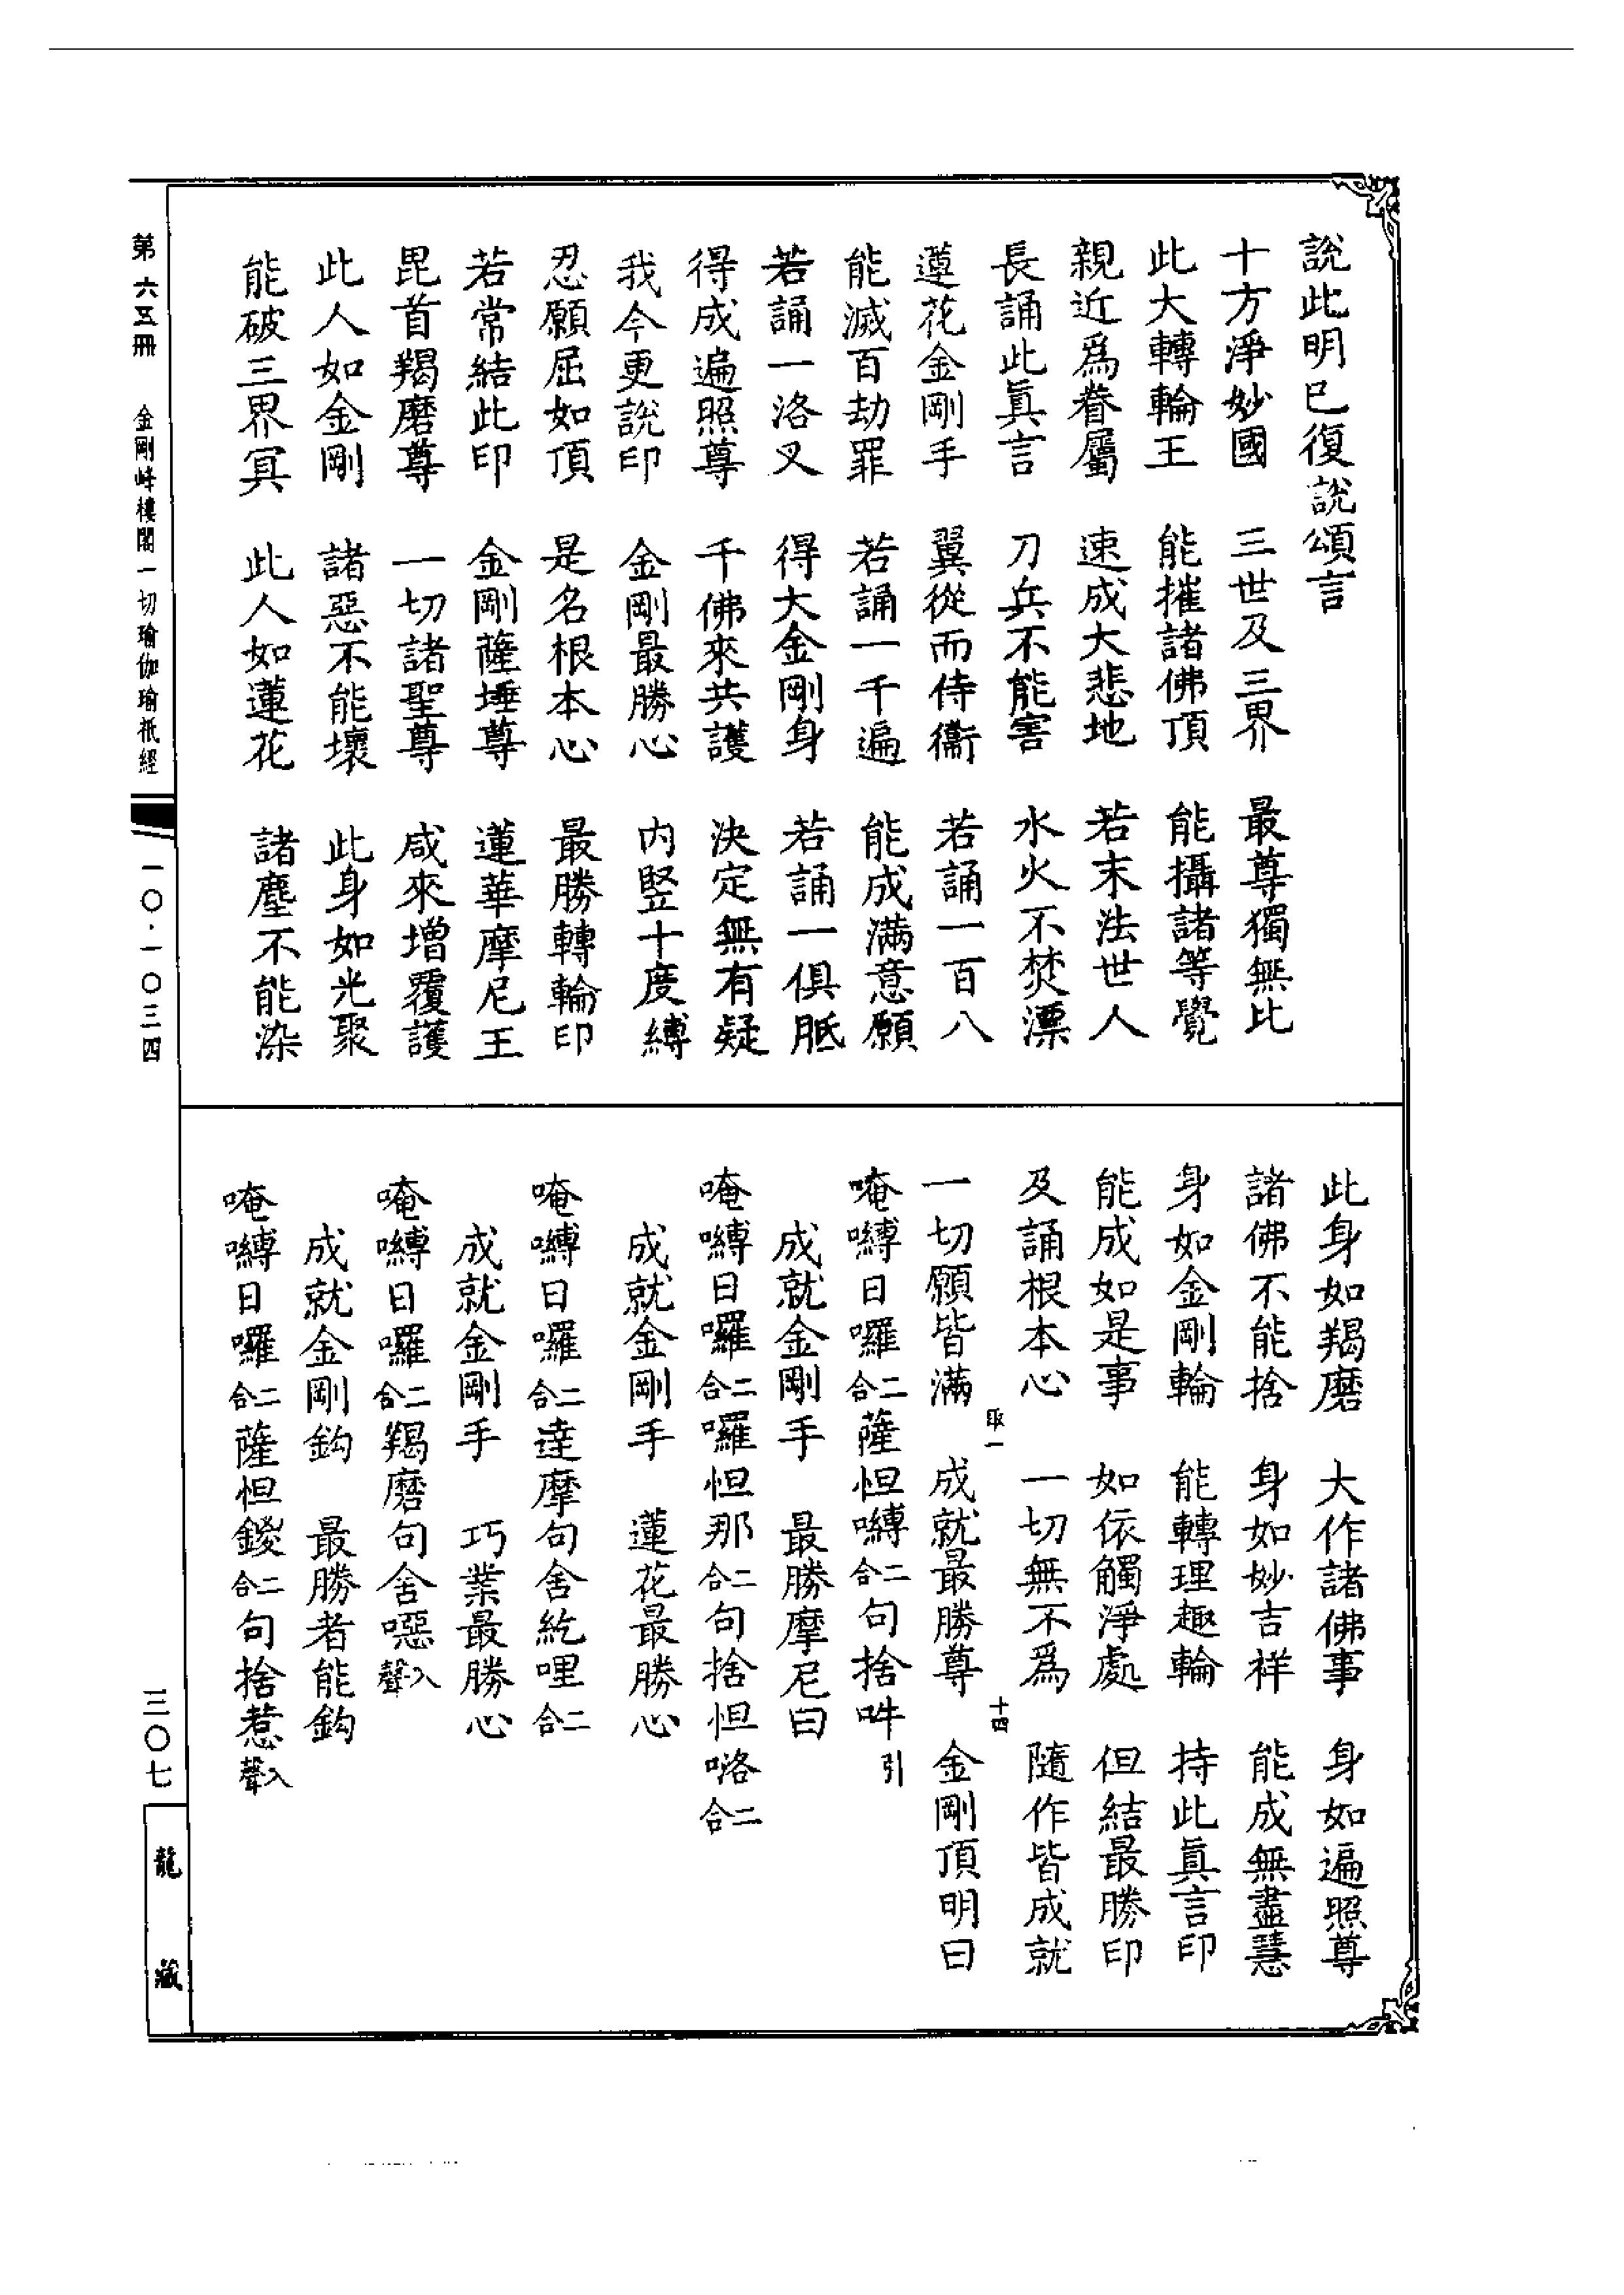 說此明已復說頌言
十方淨妙國　三世及三界　最尊獨無比
此大轉輪王　能摧諸佛頂　能攝諸等覺
親近爲眷屬　速成大悲地　若末法世人
長誦此眞言　刀兵不能害　水火不焚漂
遵花金剛手　翼從而侍衞　若誦一百八
能滅百劫罪　若誦一千遍　能成滿意願
若誦一洛叉　得大金剛身　若誦一俱胝
得成遍照尊　千佛來共護　決定無有疑
我今更說印　金剛最勝心　内竪十度縛
忍願屈如頂　是名根本心　最勝轉輪印
若常結此印　金剛薩埵尊　蓮華摩尼王
毘首羯磨尊　一切諸聖尊　咸來增覆護
此人如金剛　諸惡不能壞　此身如光聚
能破三界冥　此人如蓮花　諸塵不能染
此身如羯磨　大作諸佛事　身如遍照尊
諸佛不能捨　身如妙吉祥　能成無盡慧
身如金剛輪　能轉理趣輪　持此眞言印
能成如是事　如依觸淨處　但結最勝印
及誦根本心　一切無不爲　隨作皆成就
取一　十四
一切願皆滿　成就最勝尊　金剛頂明曰
唵嚩日囉二合薩怛嚩二合句捨吽引
成就金剛手　最勝摩尼曰
唵嚩日囉二合囉怛那二合句捨怛咯二合
成就金剛手　蓮花最勝心
唵嚩日囉二合達摩句舍紇哩二合
成就金剛手　巧業最勝心
唵嚩日囉二合羯磨句舍噁入聲
成就金剛鈎　最勝者能鈎
唵嚩日囉二合薩怛鑁二合句捨惹入聲
第六五冊　金剛峰樓閣一切瑜伽瑜祇經
一〇·一〇三四
三〇七
龍藏